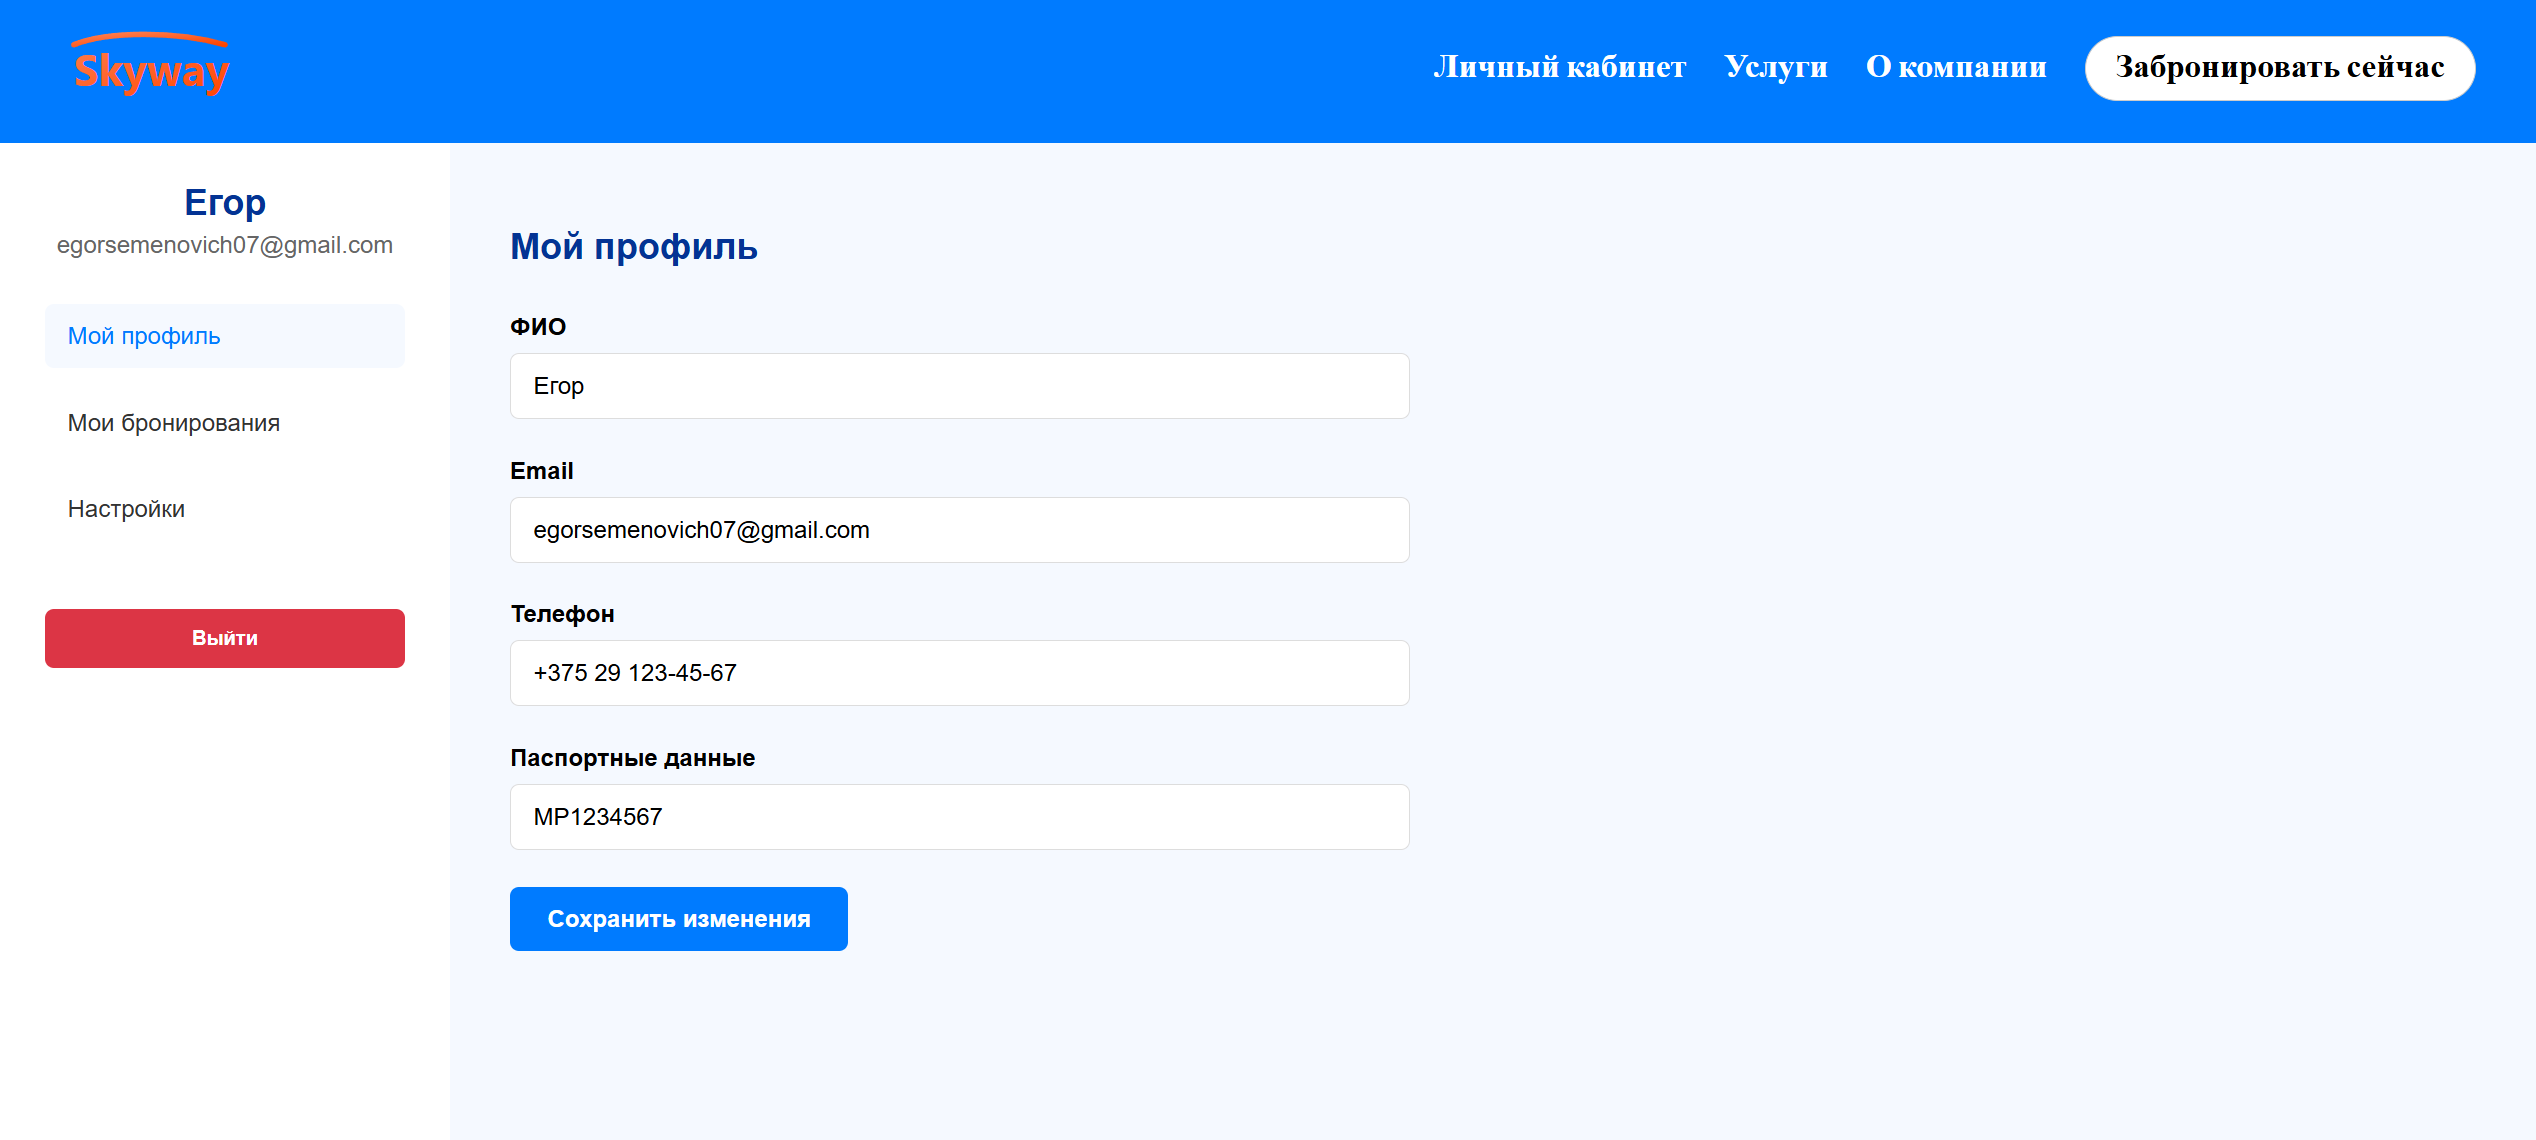 Skyway
Личный кабинет
Услуги
О компании
Забронировать сейчас
Егор
egorsemenovich07@gmail.com
Мой профиль
Мои бронирования
Настройки
Выйти
Мой профиль
ФИО
Егор
Email
egorsemenovich07@gmail.com
Телефон
+375 29 123-45-67
Паспортные данные
MP1234567
Сохранить изменения